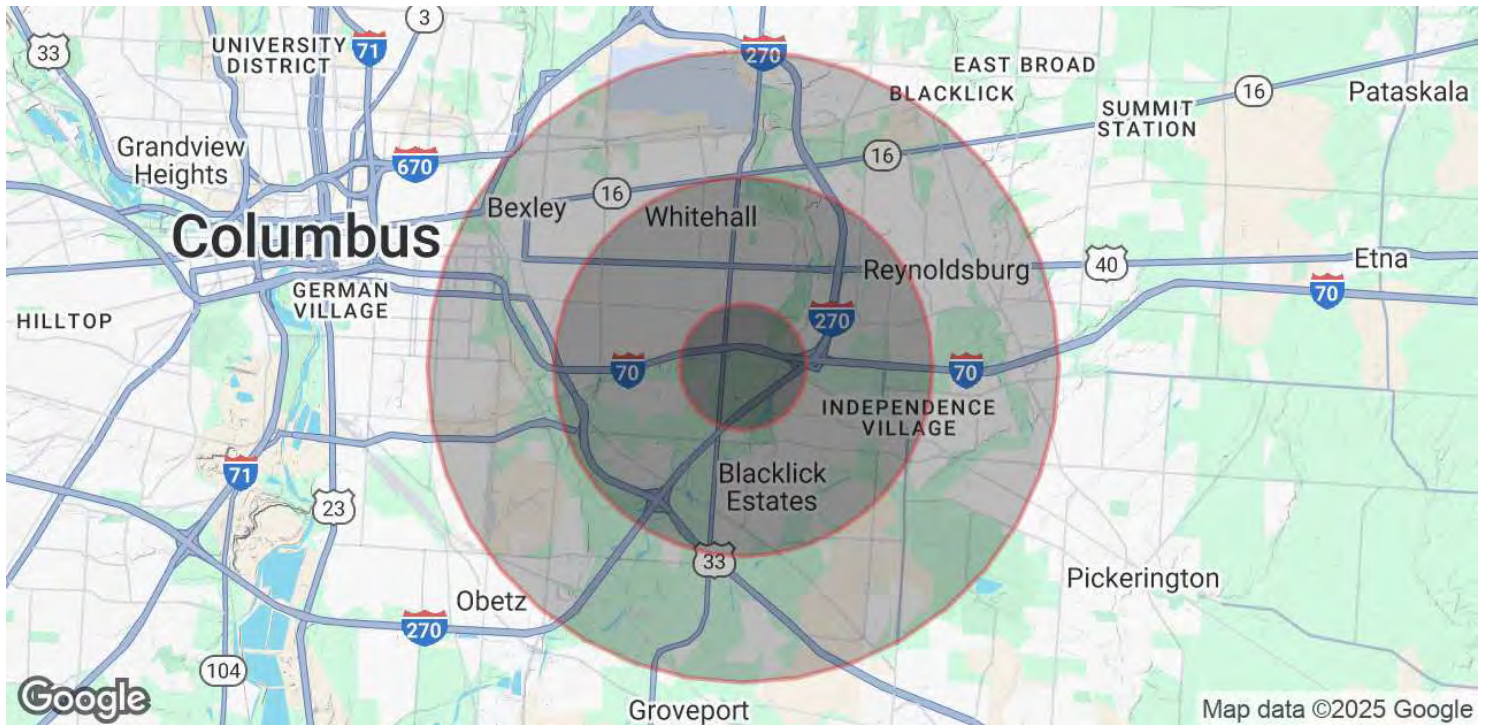 3
33
UNIVERSITY
DISTRICT
71
270
EAST BROAD
BLACKLICK
16
Pataskala
SUMMIT
STATION
Grandview
Heights
670
16
16
Bexley
Whitehall
Columbus
Reynoldsburg
40
Etna
GERMAN
VILLAGE
70
HILLTOP
270
70
70
INDEPENDENCE
VILLAGE
71
Blacklick
Estates
23
33
Pickerington
Obetz
270
104
Google
Groveport
Map data ©2025 Google